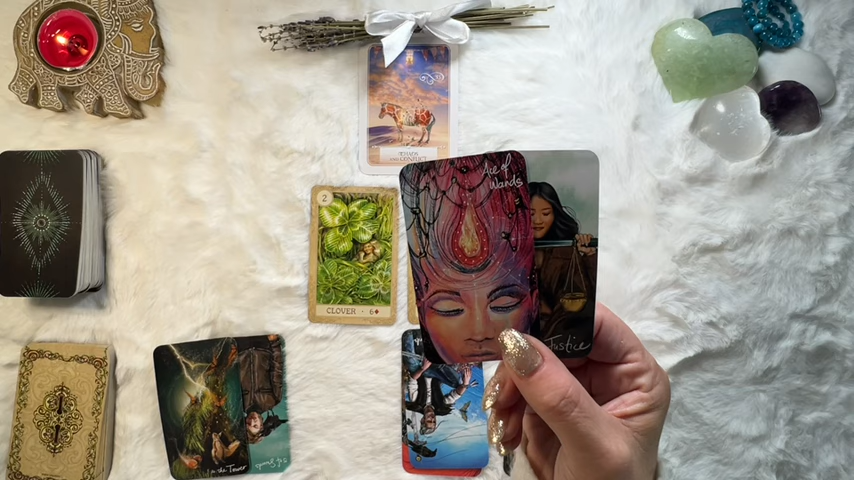 CHAOS
AND CONFLICT
Ace of
Wands
2
CLOVER · 6♦
Justice
the Tower